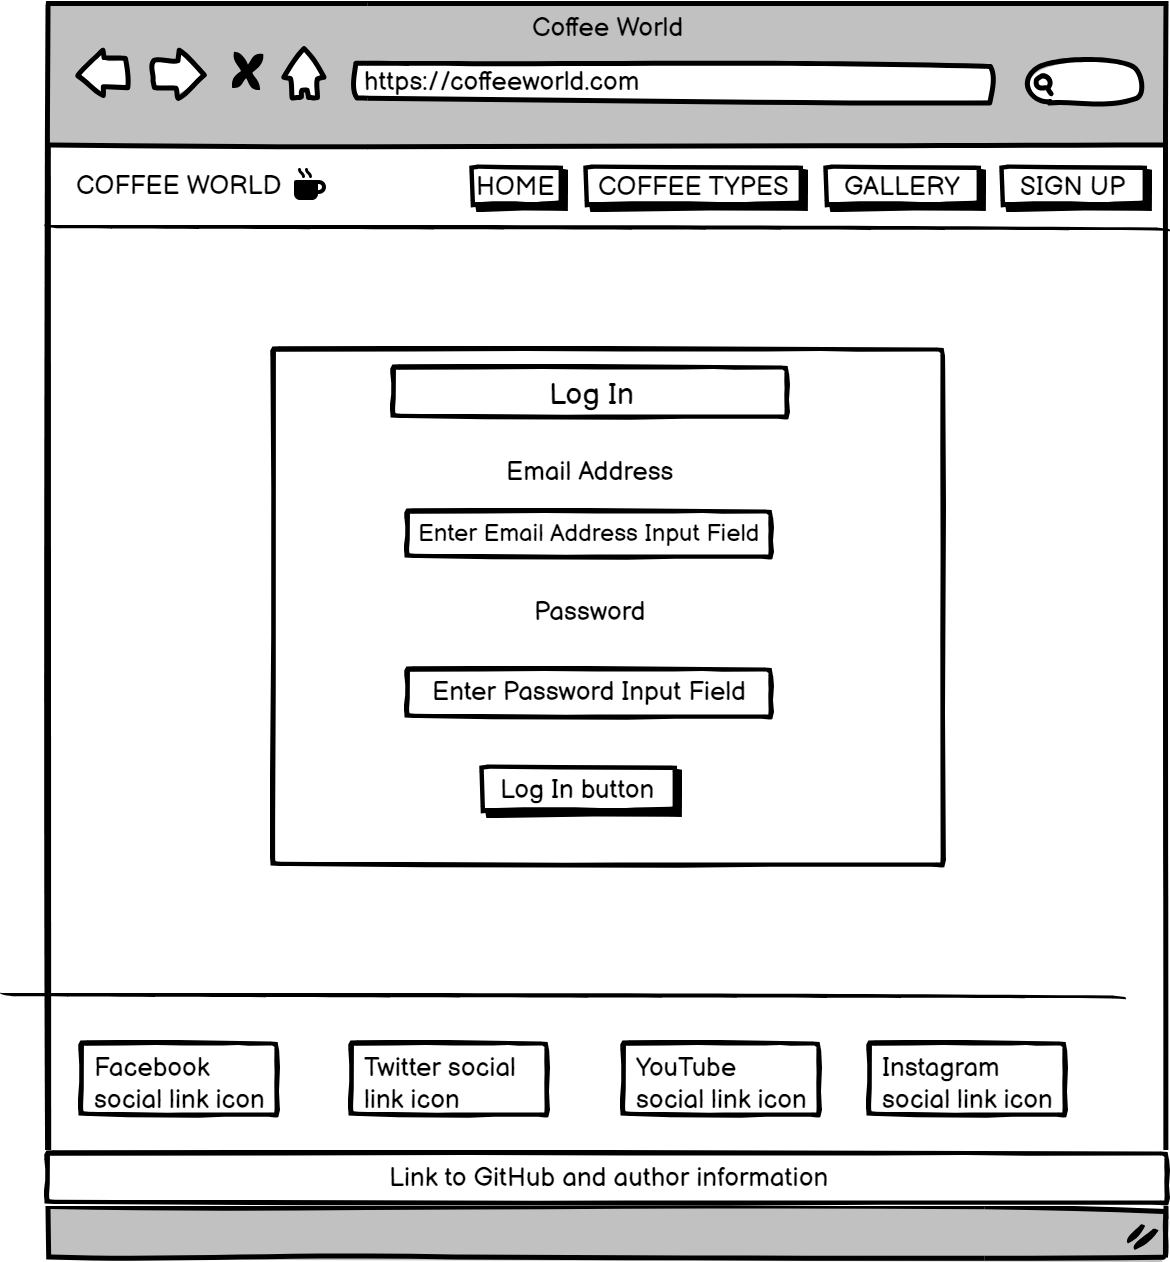 Coffee World
https://coffeeworld.com
COFFEE WORLD
HOME
COFFEE TYPES
GALLERY
SIGN UP
Log In
Email Address
Enter Email Address Input Field
Password
Enter Password Input Field
Log In button
Facebook
social link icon
Twitter social
link icon
YouTube
social link icon
Instagram
social link icon
Link to GitHub and author information